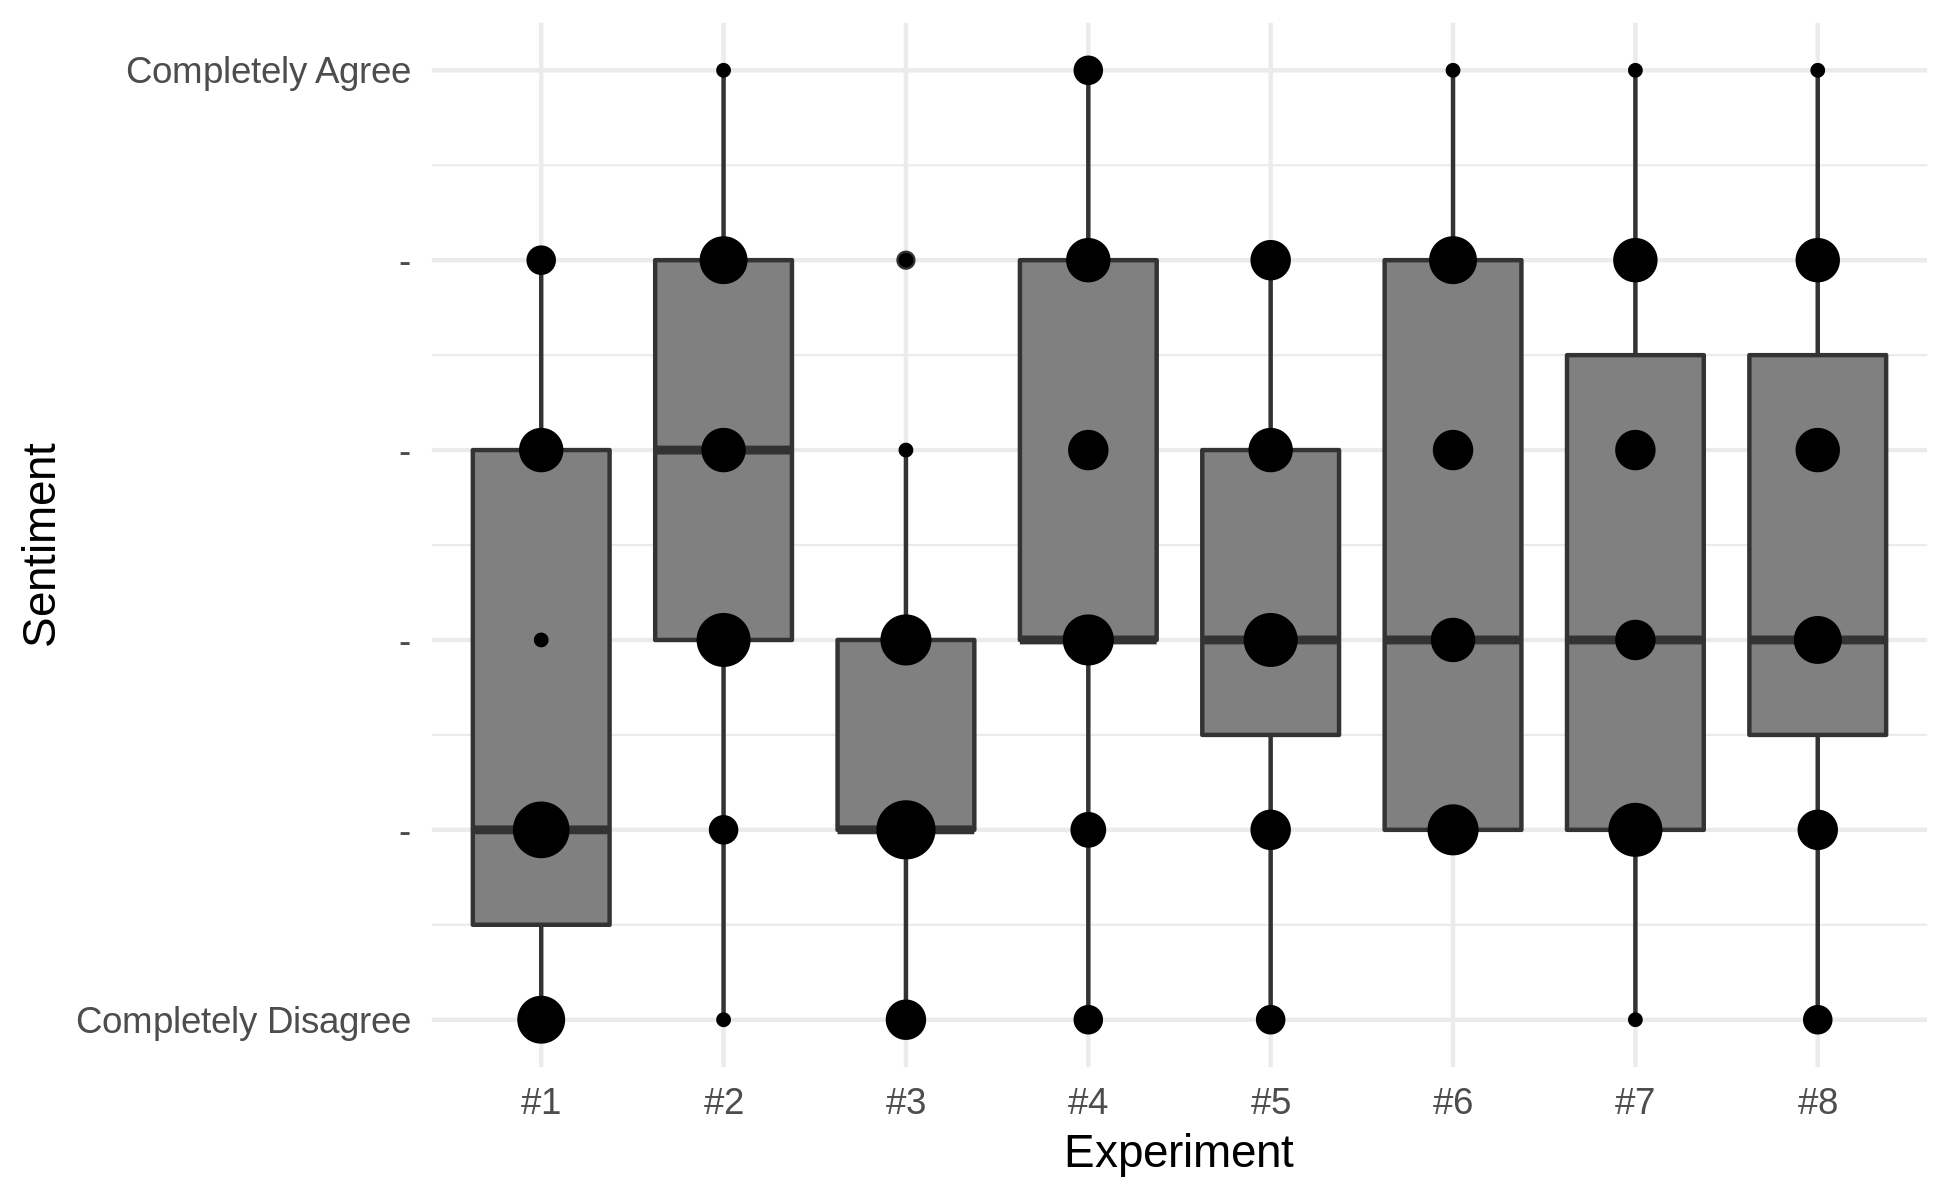 Completely Agree
-
-
-
-
Completely Disagree
Sentiment
#1 #2 #3 #4 #5 #6 #7 #8
Experiment